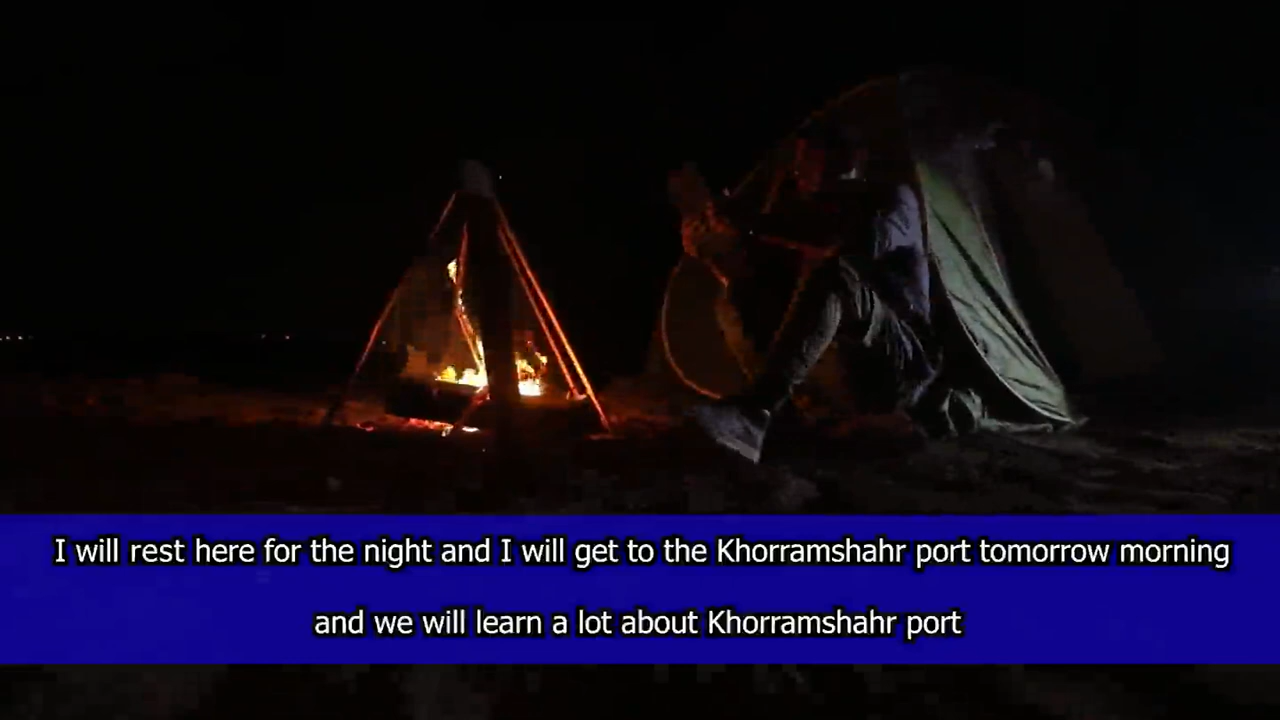 I will rest here for the night and I will get to the Khorramshahr port tomorrow morning
and we will learn a lot about Khorramshahr port